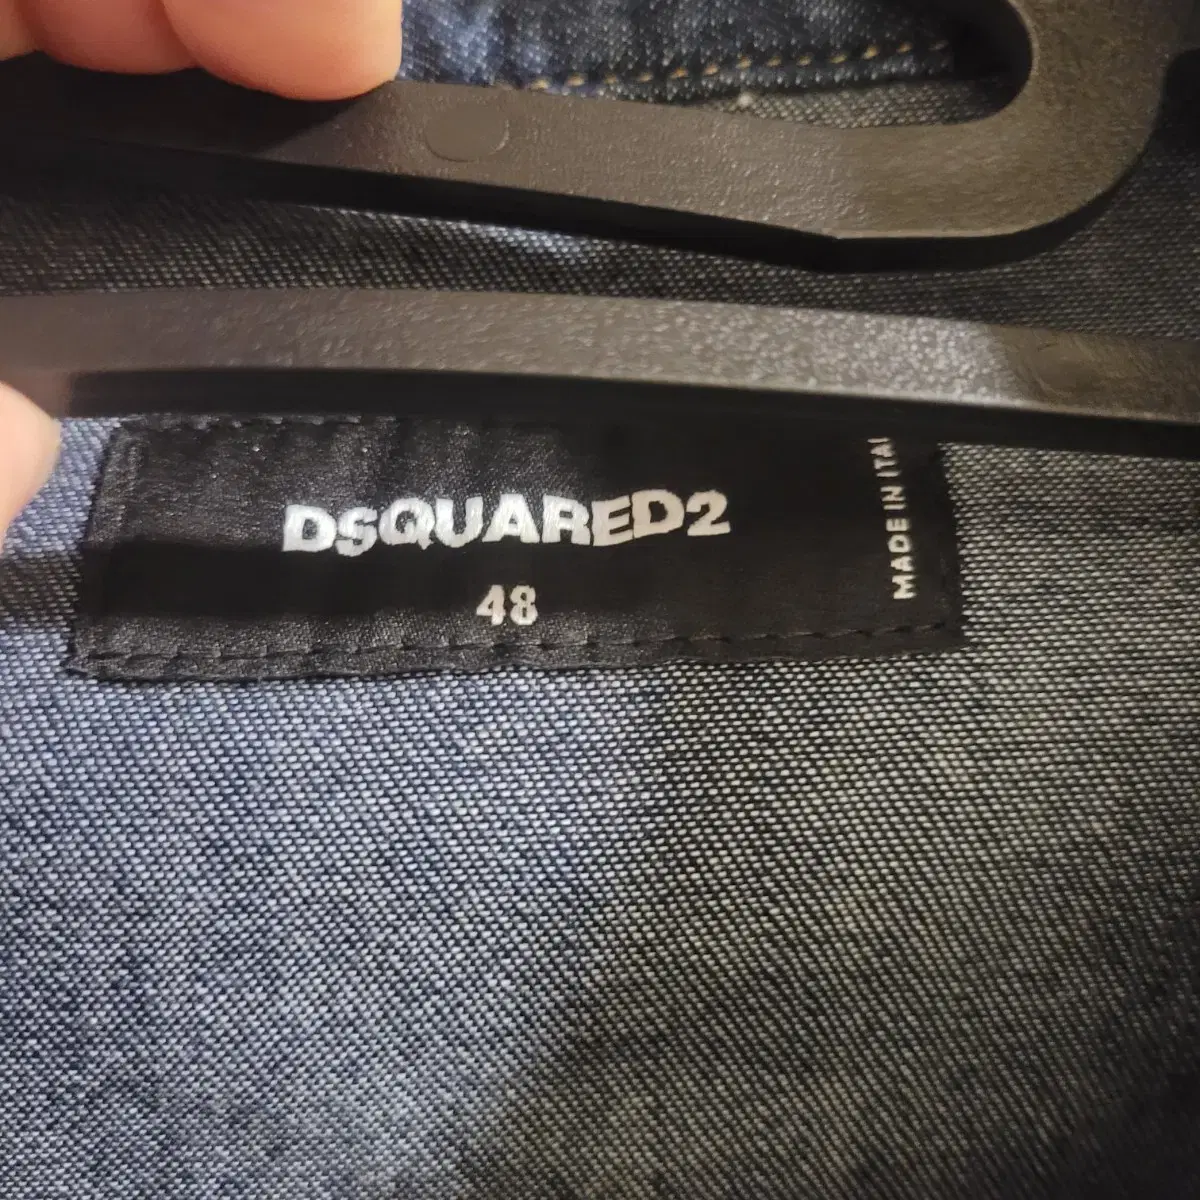 DSQUARED2
48
MADE IN ITAL